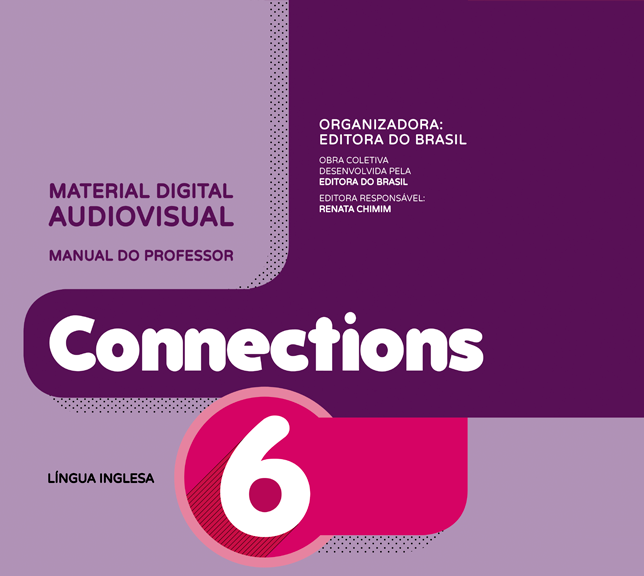 MATERIAL DIGITAL
AUDIOVISUAL
MANUAL DO PROFESSOR
ORGANIZADORA:
EDITORA DO BRASIL
OBRA COLETIVA
DESENVOLVIDA PELA
EDITORA DO BRASIL
EDITORA RESPONSÁVEL:
RENATA CHIMIM
Connections
6
LÍNGUA INGLESA